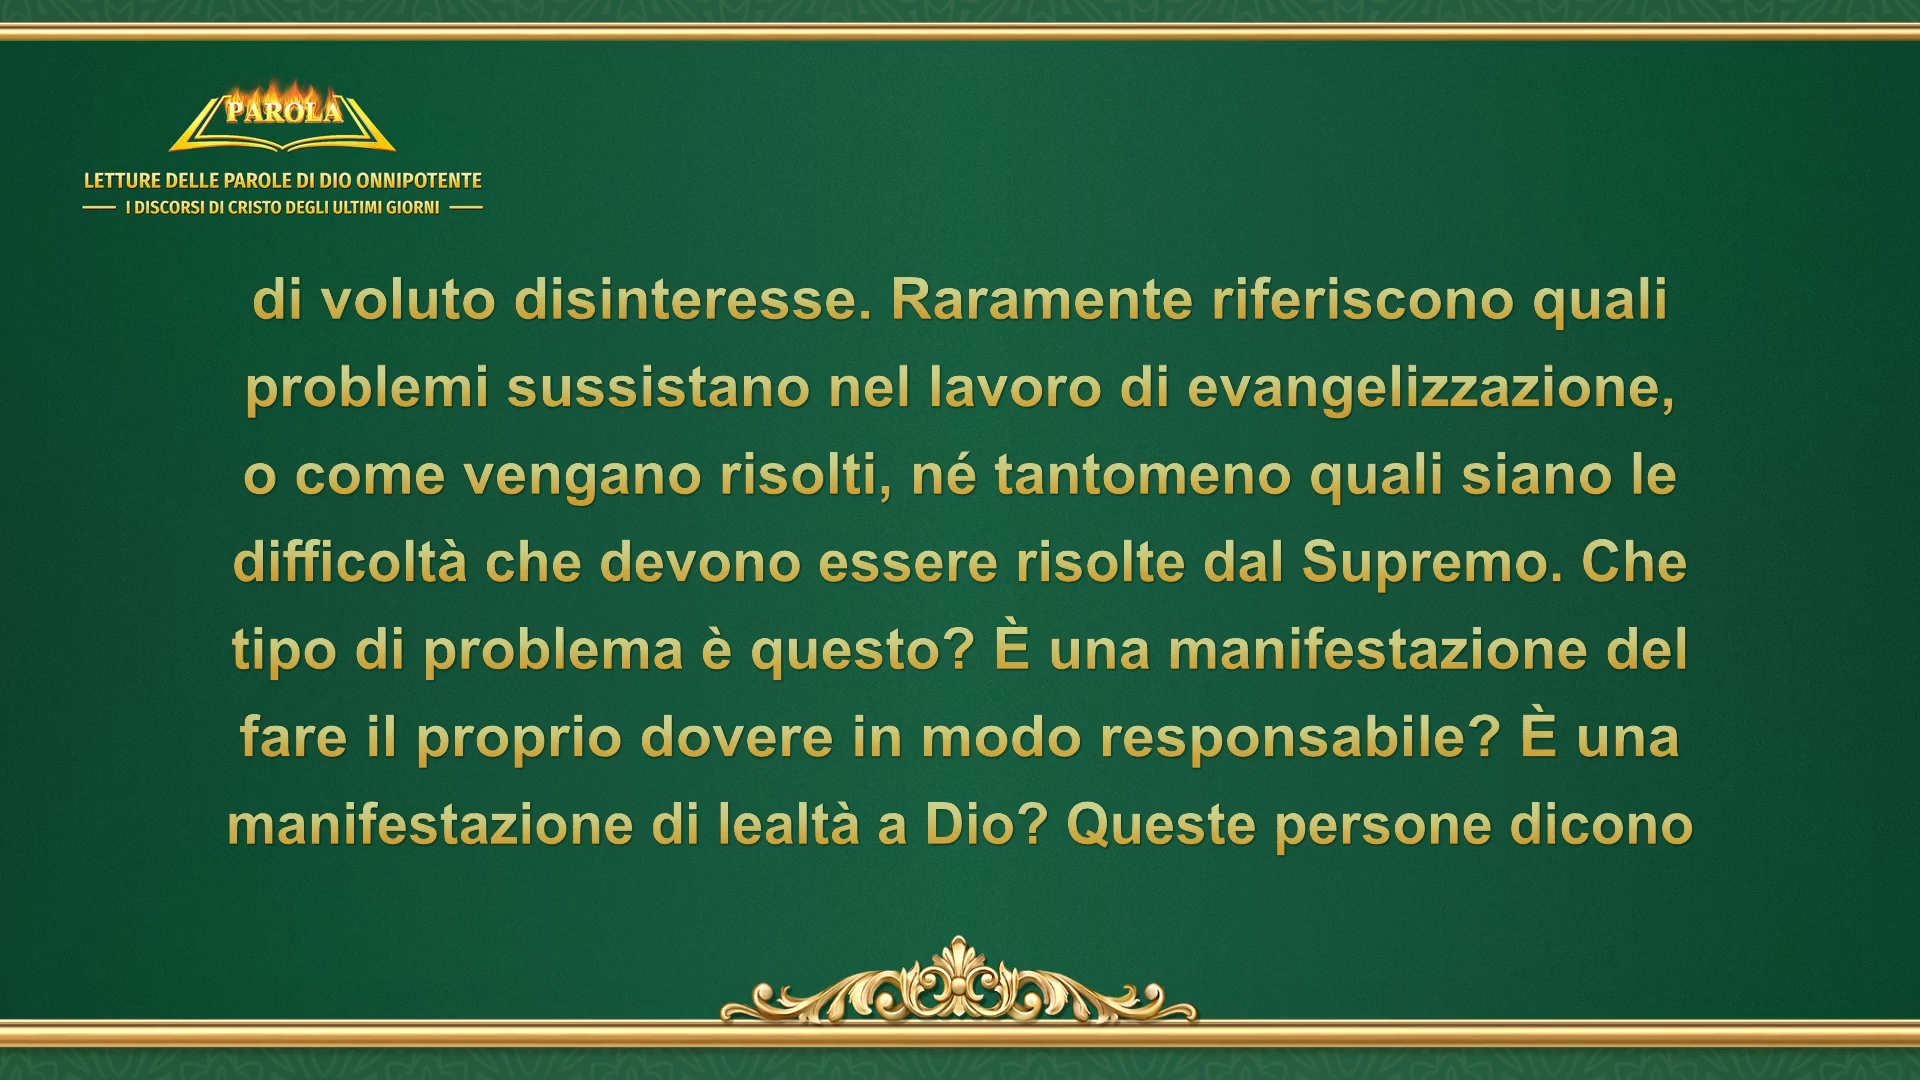 PAROLA
LETTURE DELLE PAROLE DI DIO ONNIPOTENTE
I DISCORSI DI CRISTO DEGLI ULTIMI GIORNI
di voluto disinteresse. Raramente riferiscono quali
problemi sussistano nel lavoro di evangelizzazione,
o come vengano risolti, né tantomeno quali siano le
difficoltà che devono essere risolte dal Supremo. Che
tipo di problema è questo? È una manifestazione del
fare il proprio dovere in modo responsabile? È una
manifestazione di lealtà a Dio? Queste persone dicono